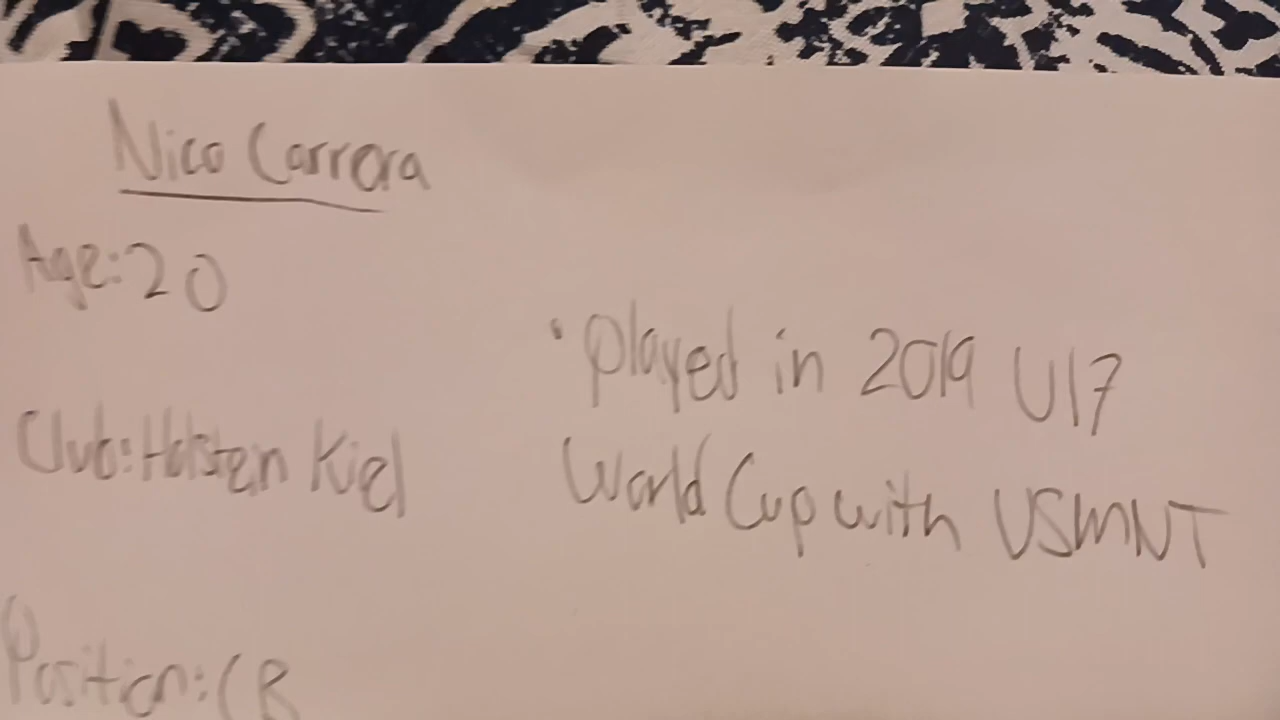 Nico Carrera
Age: 20
• played in 2019 U17
World Cup with USMNT
Club: Holstein Kiel
Position: CB